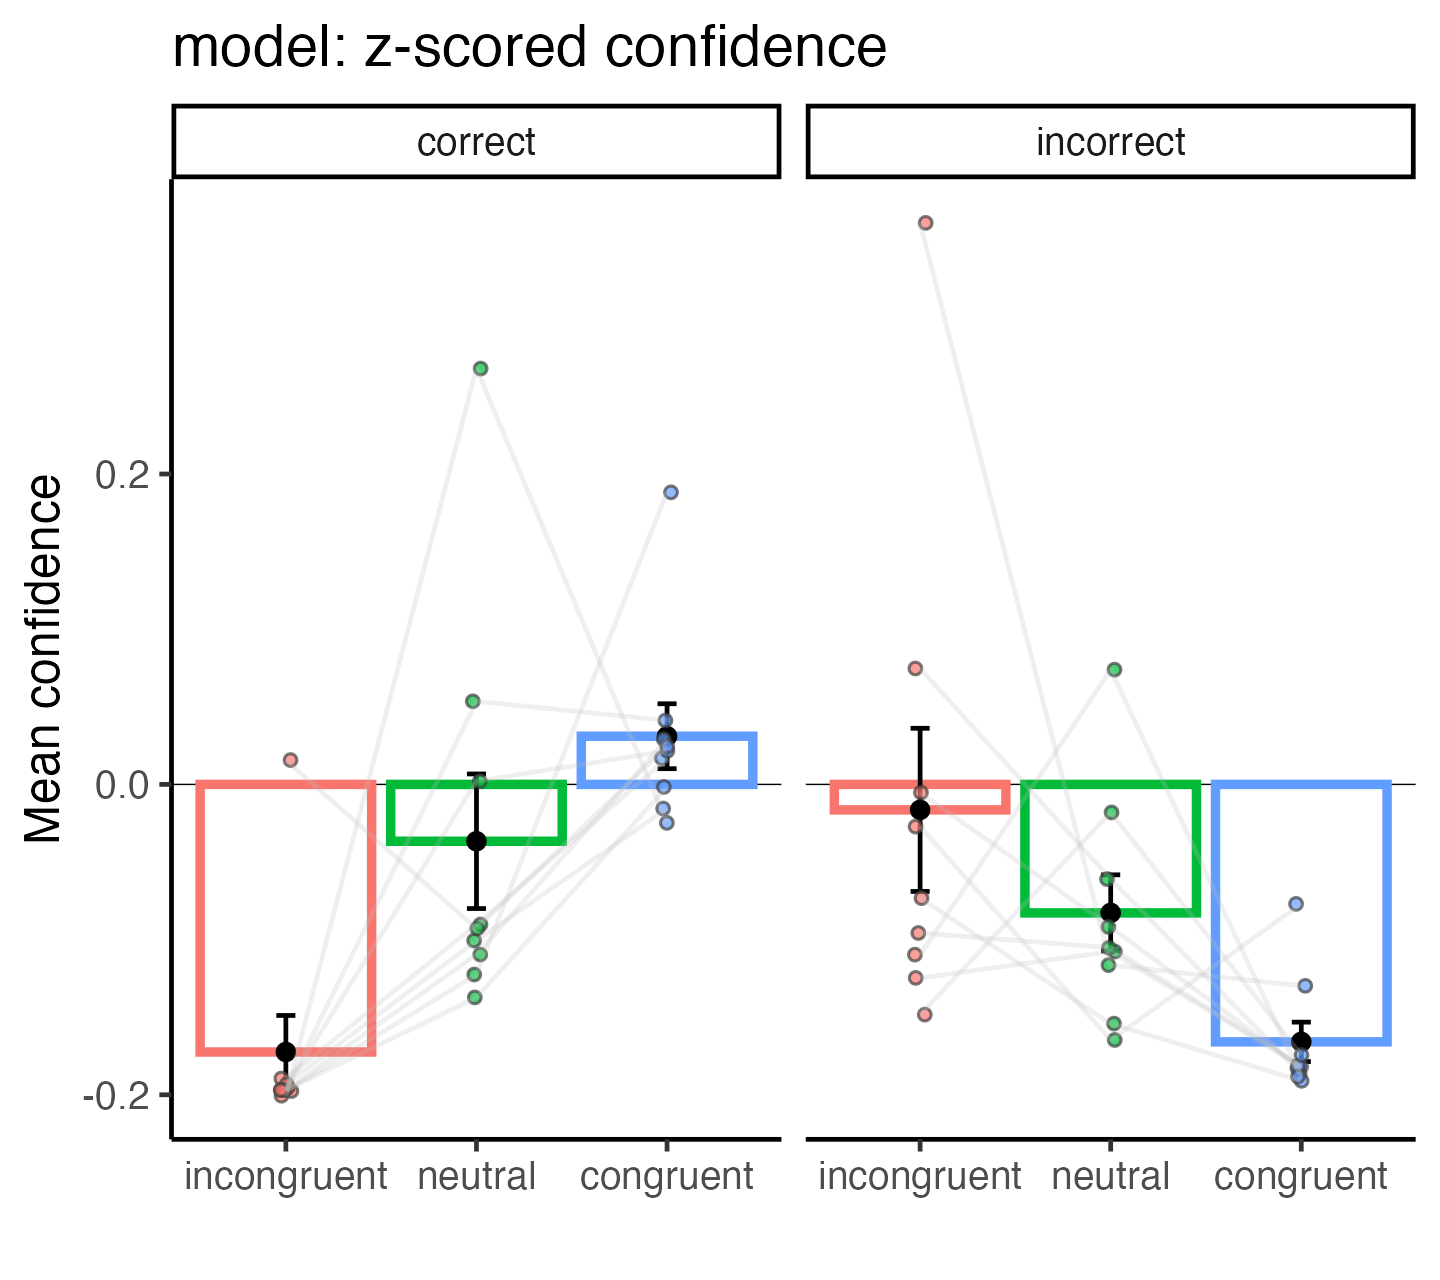 model: z-scored confidence
correct
incorrect
Mean confidence
0.2
0.0
-0.2
incongruent neutral congruent
incongruent neutral congruent